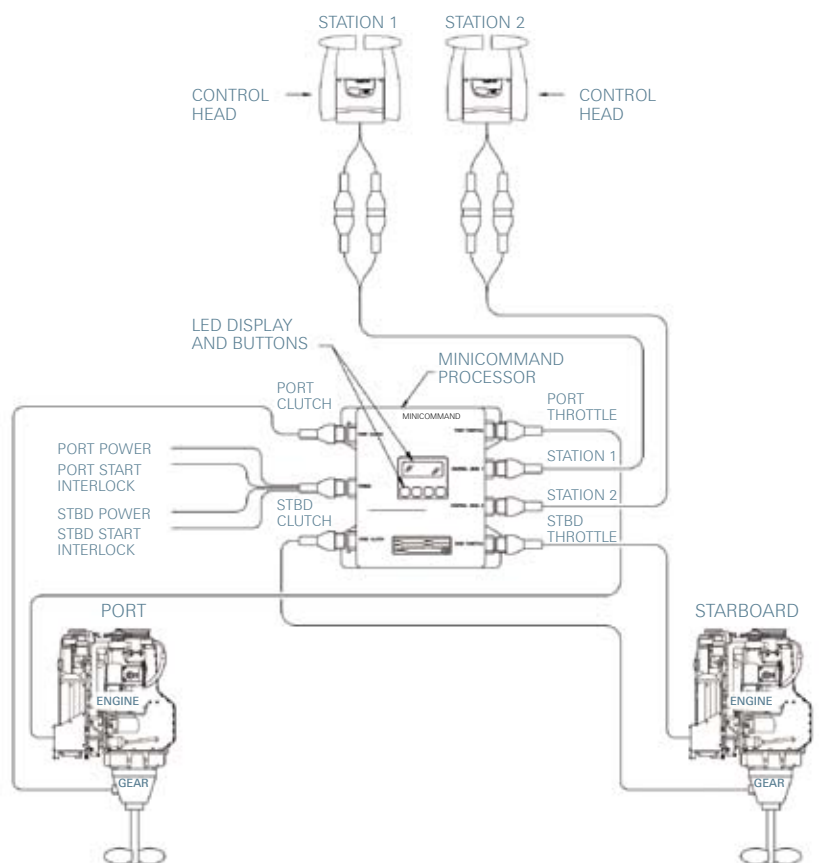 STATION 1
STATION 2
CONTROL
HEAD
CONTROL
HEAD
LED DISPLAY
AND BUTTONS
MINICOMMAND
PROCESSOR
PORT
CLUTCH
MINICOMMAND
PORT
THROTTLE
PORT POWER
PORT START
INTERLOCK
STATION 1
STATION 2
STBD POWER
STBD START
INTERLOCK
STBD
CLUTCH
STBD
THROTTLE
PORT
STARBOARD
ENGINE
ENGINE
GEAR
GEAR